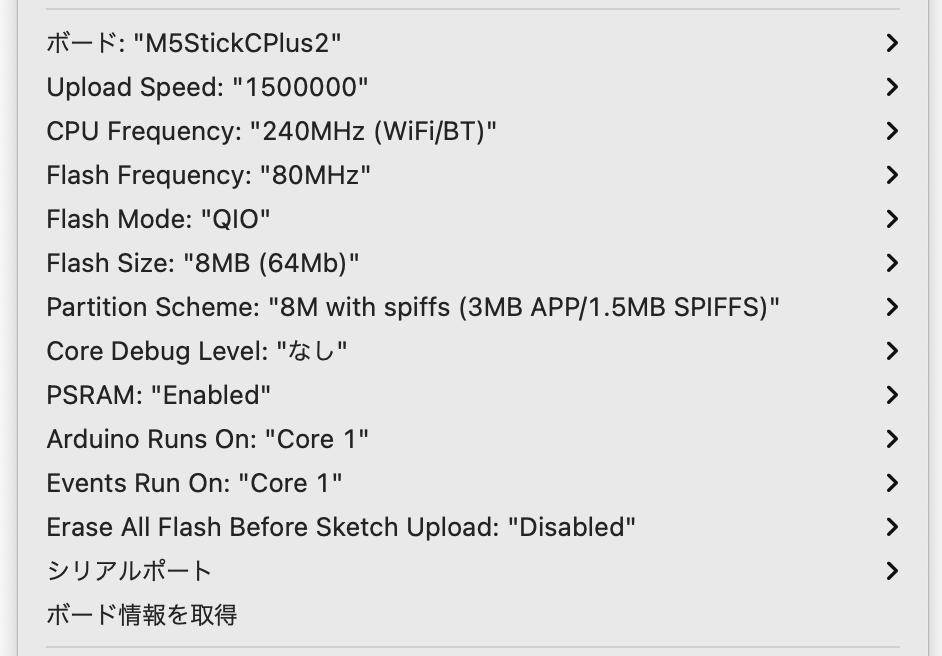 ボード: "M5StickCPlus2"
Upload Speed: "1500000"
CPU Frequency: "240MHz (WiFi/BT)"
Flash Frequency: "80MHz"
Flash Mode: "QIO"
Flash Size: "8MB (64Mb)"
Partition Scheme: "8M with spiffs (3MB APP/1.5MB SPIFFS)"
Core Debug Level: "なし"
PSRAM: "Enabled"
Arduino Runs On: "Core 1"
Events Run On: "Core 1"
Erase All Flash Before Sketch Upload: "Disabled"
シリアルポート
ボード情報を取得